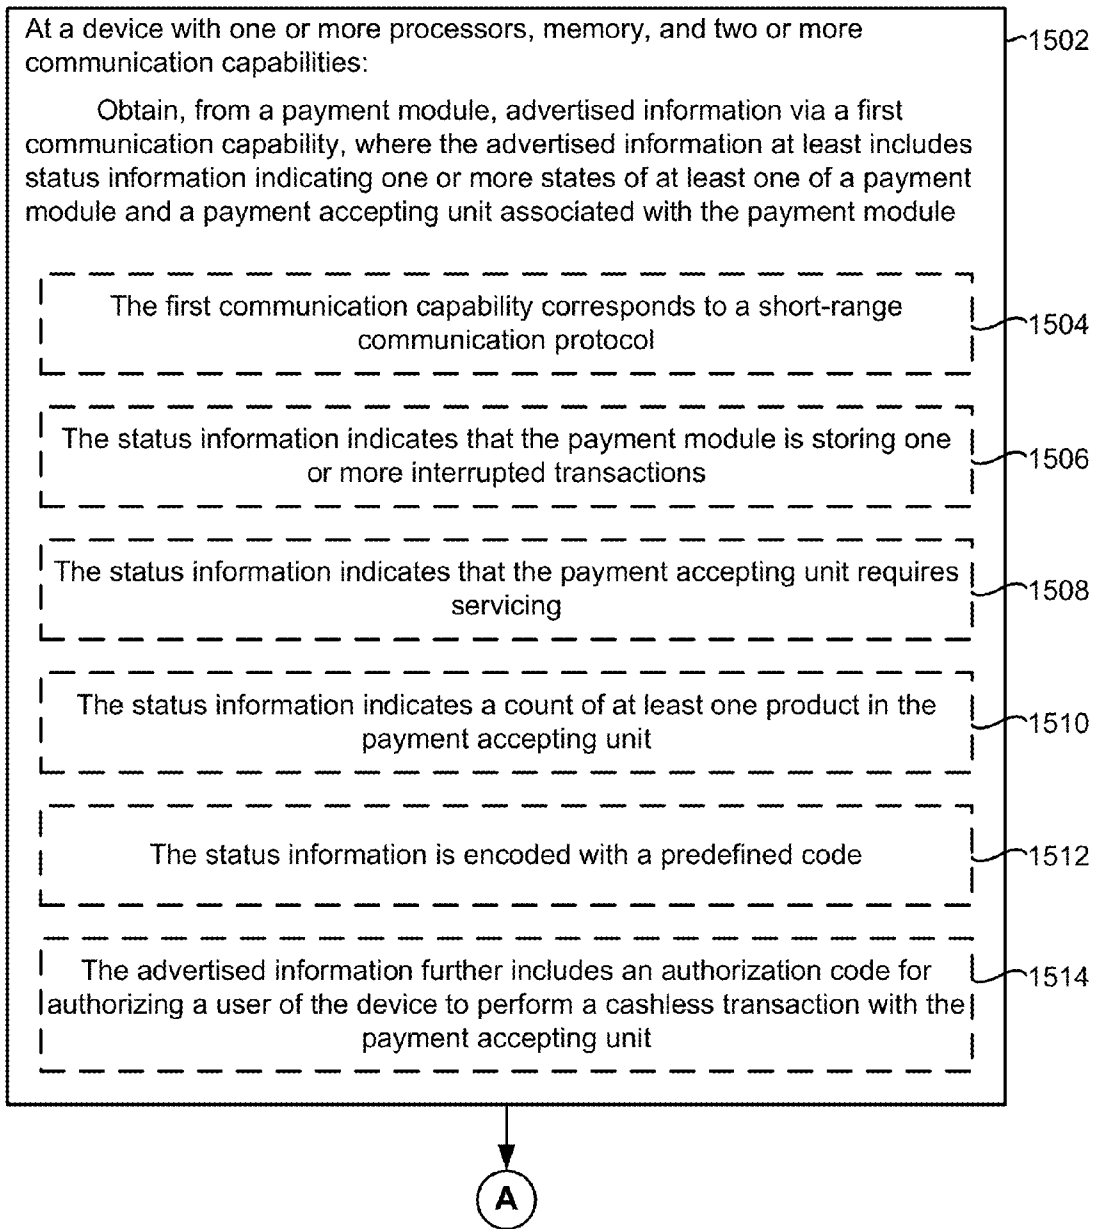 At a device with one or more processors, memory, and two or more
communication capabilities:
1502
Obtain, from a payment module, advertised information via a first
communication capability, where the advertised information at least includes
status information indicating one or more states of at least one of a payment
module and a payment accepting unit associated with the payment module
The first communication capability corresponds to a short-range
communication protocol
1504
The status information indicates that the payment module is storing one
or more interrupted transactions
1506
The status information indicates that the payment accepting unit requires
servicing
1508
The status information indicates a count of at least one product in the
payment accepting unit
1510
The status information is encoded with a predefined code
1512
The advertised information further includes an authorization code for
authorizing a user of the device to perform a cashless transaction with the
payment accepting unit
1514
A